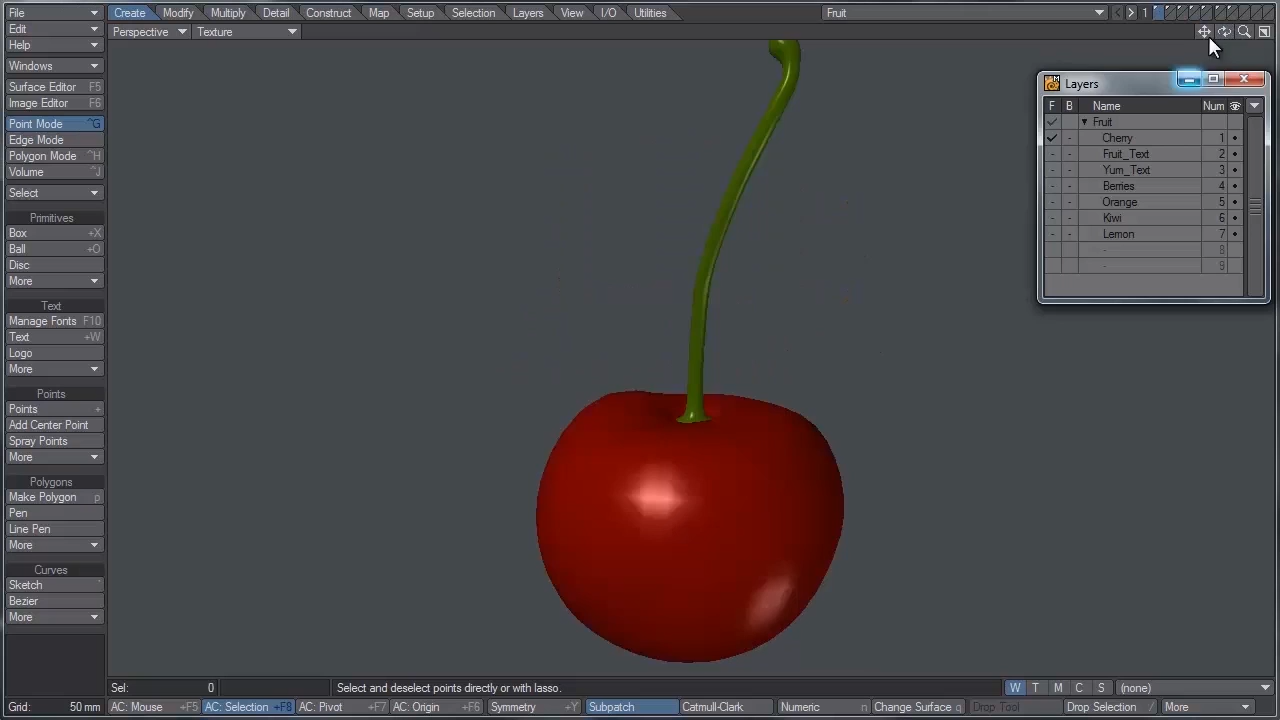 File Create Modify Multiply Detail Construct Map Setup Selection Layers View I/O Utilities Fruit 1
Edit Perspective Texture
Help
Windows
Surface Editor F5
Image Editor F6
Point Mode ^G
Edge Mode
Polygon Mode ^H
Volume ^J
Select
Primitives
Box +X
Ball +O
Disc
More
Text
Manage Fonts F10
Text +W
Logo
More
Points
Points +
Add Center Point
Spray Points
More
Polygons
Make Polygon p
Pen
Line Pen
More
Curves
Sketch `
Bezier
More
Layers
F B Name Num
Fruit
Cherry 1
Fruit_Text 2
Yum_Text 3
Berries 4
Orange 5
Kiwi 6
Lemon 7
- 8
- 9
Sel: 0 Select and deselect points directly or with lasso. W T M C S (none)
Grid: 50 mm AC: Mouse +F5 AC: Selection +F8 AC: Pivot +F7 AC: Origin +F6 Symmetry +Y Subpatch Catmull-Clark Numeric n Change Surface q Drop Tool Drop Selection / More